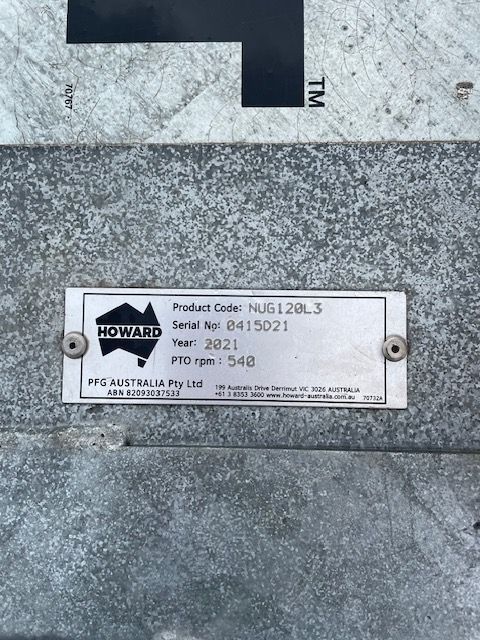 TM
70767
HOWARD
Product Code: NUG120L3
Serial No: 0415D21
Year: 2021
PTO rpm : 540
PFG AUSTRALIA Pty Ltd
ABN 82093037533
199 Australis Drive Derrimut VIC 3026 AUSTRALIA
+61 3 8353 3600 www.howard-australia.com.au
70732A